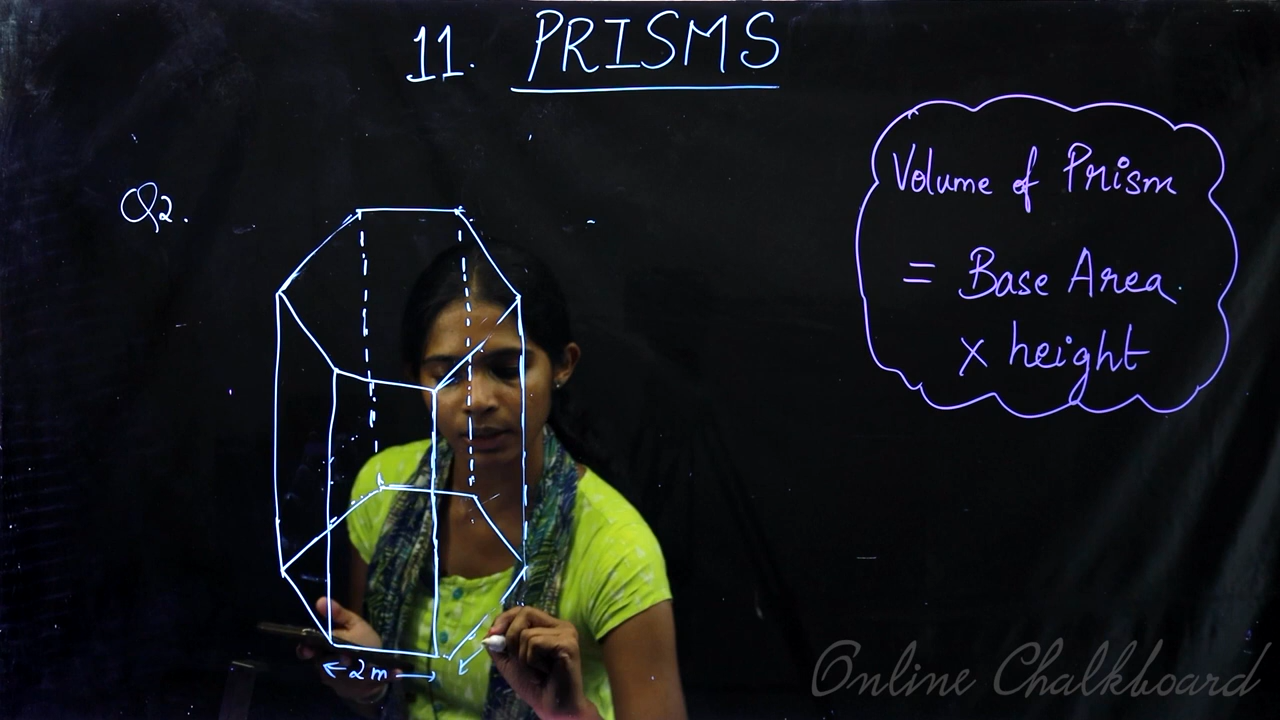 11. PRISMS
Q2.
Volume of Prism
= Base Area.
x height
2m
Online Chalkboard